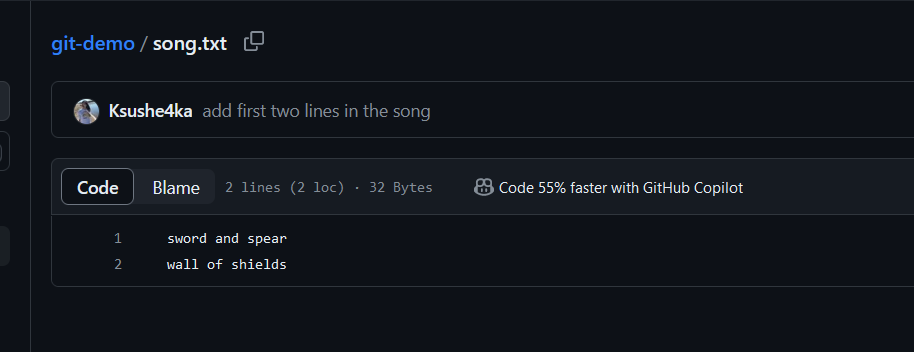 git-demo / song.txt
Ksushe4ka add first two lines in the song
Code Blame 2 lines (2 loc) · 32 Bytes Code 55% faster with GitHub Copilot
1 sword and spear
2 wall of shields